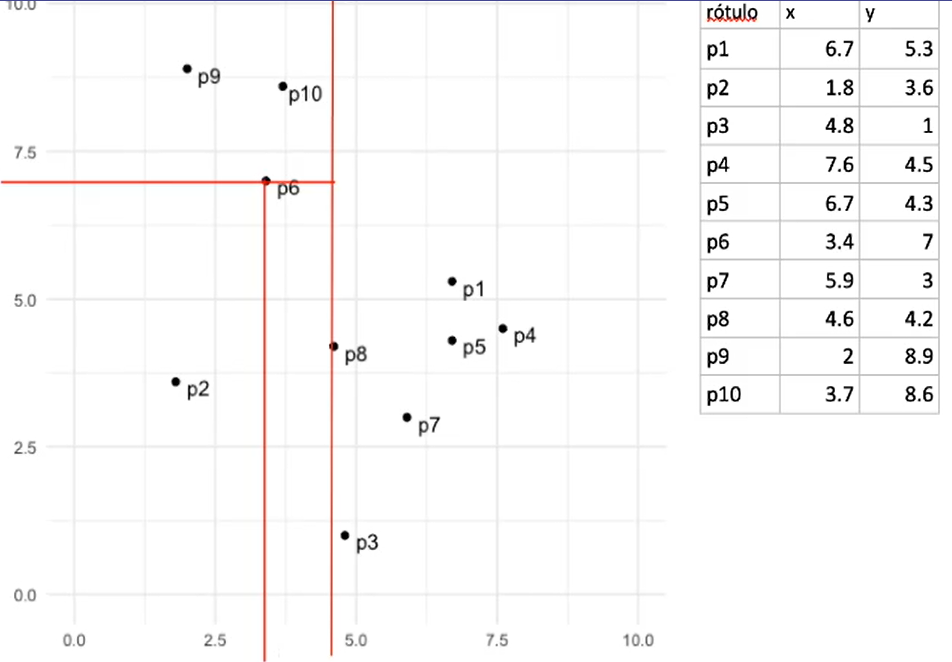 10.0
p9
p10
7.5
p6
5.0
p1
p4
p5
p8
p2
p7
2.5
p3
0.0
0.0 2.5 5.0 7.5 10.0
rótulo x y
p1 6.7 5.3
p2 1.8 3.6
p3 4.8 1
p4 7.6 4.5
p5 6.7 4.3
p6 3.4 7
p7 5.9 3
p8 4.6 4.2
p9 2 8.9
p10 3.7 8.6